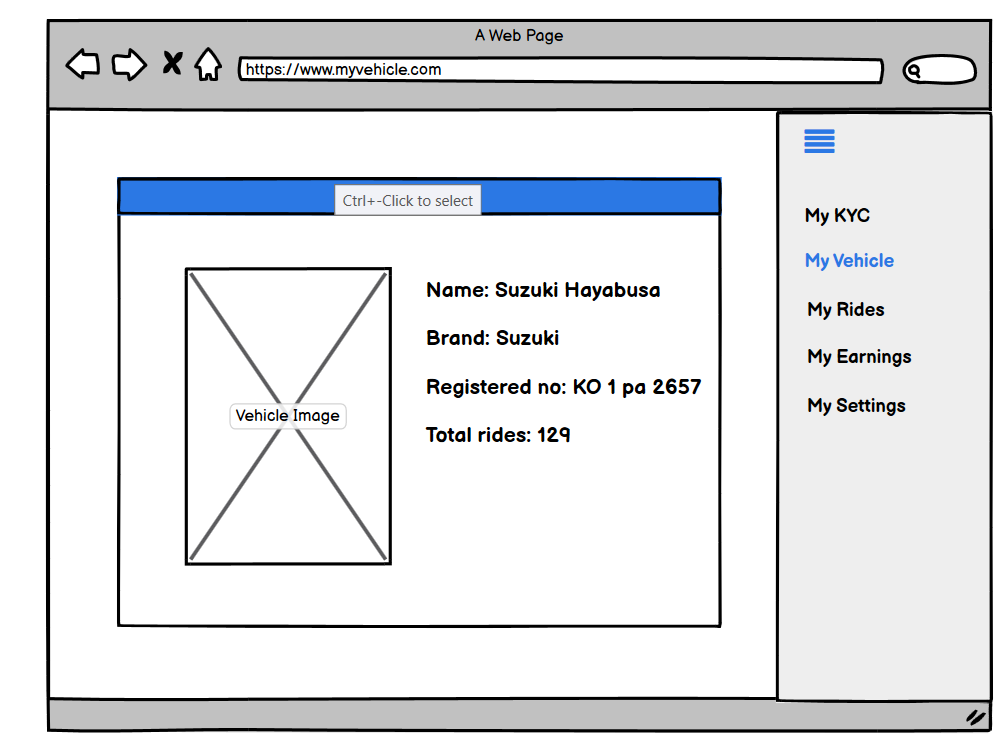 A Web Page
https://www.myvehicle.com
Ctrl+-Click to select
Name: Suzuki Hayabusa
Brand: Suzuki
Registered no: KO 1 pa 2657
Total rides: 129
Vehicle Image
My KYC
My Vehicle
My Rides
My Earnings
My Settings